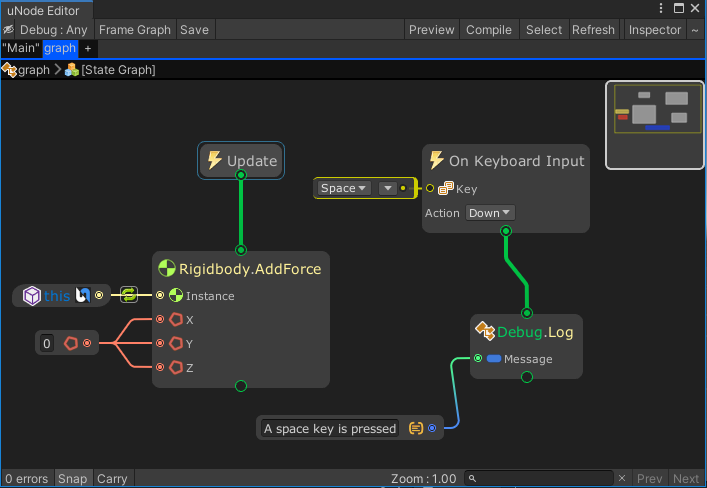 uNode Editor
Debug : Any Frame Graph Save Preview Compile Select Refresh Inspector ~
"Main" graph +
graph [State Graph]
Update
On Keyboard Input
Space Key
Action Down
Rigidbody.AddForce
this Instance
X
0 Y
Z
Debug.Log
Message
A space key is pressed
0 errors Snap Carry Zoom : 1.00 Prev Next